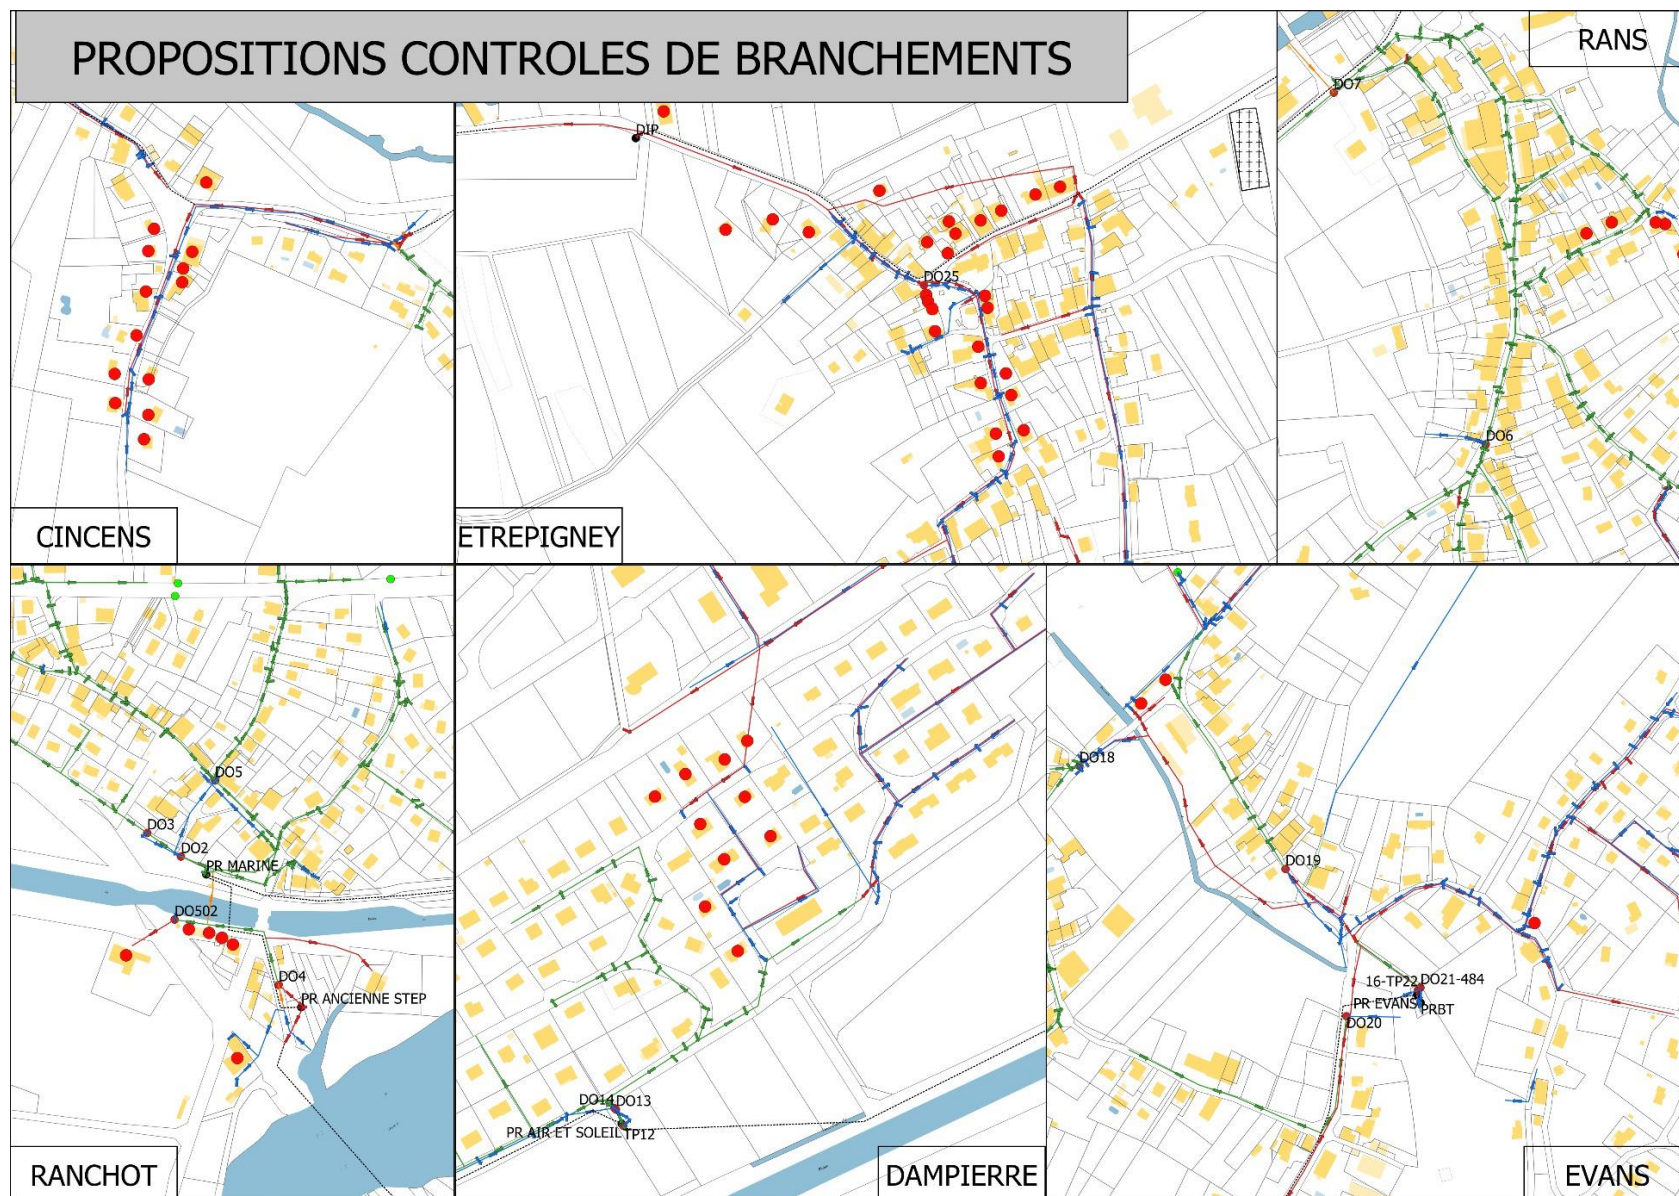 PROPOSITIONS CONTROLES DE BRANCHEMENTS
CINCENS
DIP
DO25
ETREPIGNEY
RANS
DO7
DO6
DO5
DO3
DO2
PR MARINE
DO502
DO4
PR ANCIENNE STEP
RANCHOT
DO14
DO13
PR AIR ET SOLEIL
TP12
DAMPIERRE
DO18
DO19
16-TP22
DO21-484
PR EVANS
PRBT
DO20
EVANS